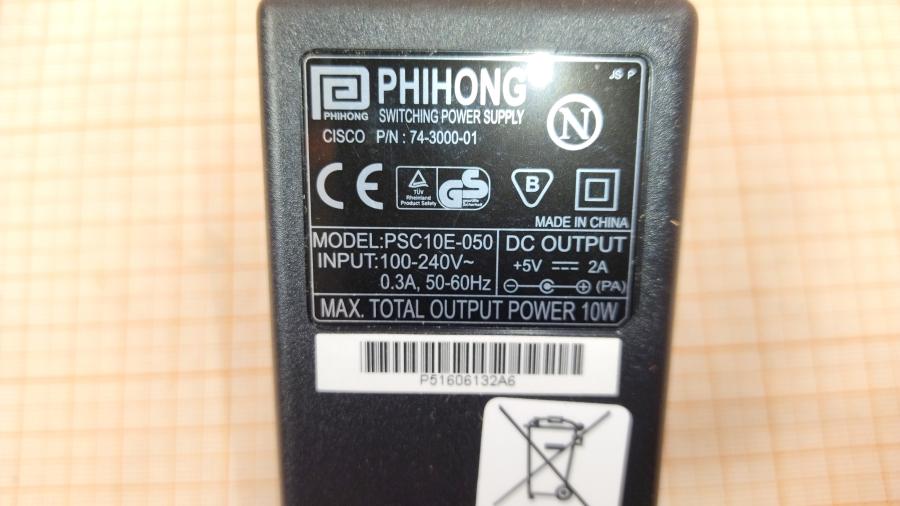 JS P
PHIHONG
PHIHONG
SWITCHING POWER SUPPLY
N
CISCO P/N : 74-3000-01
CE
TÜV
Rheinland
Product Safety
GS
geprüfte
Sicherheit
B
MADE IN CHINA
MODEL:PSC10E-050
INPUT:100-240V~
0.3A, 50-60Hz
DC OUTPUT
+5V ⎓ 2A
(PA)
MAX. TOTAL OUTPUT POWER 10W
P51606132A6